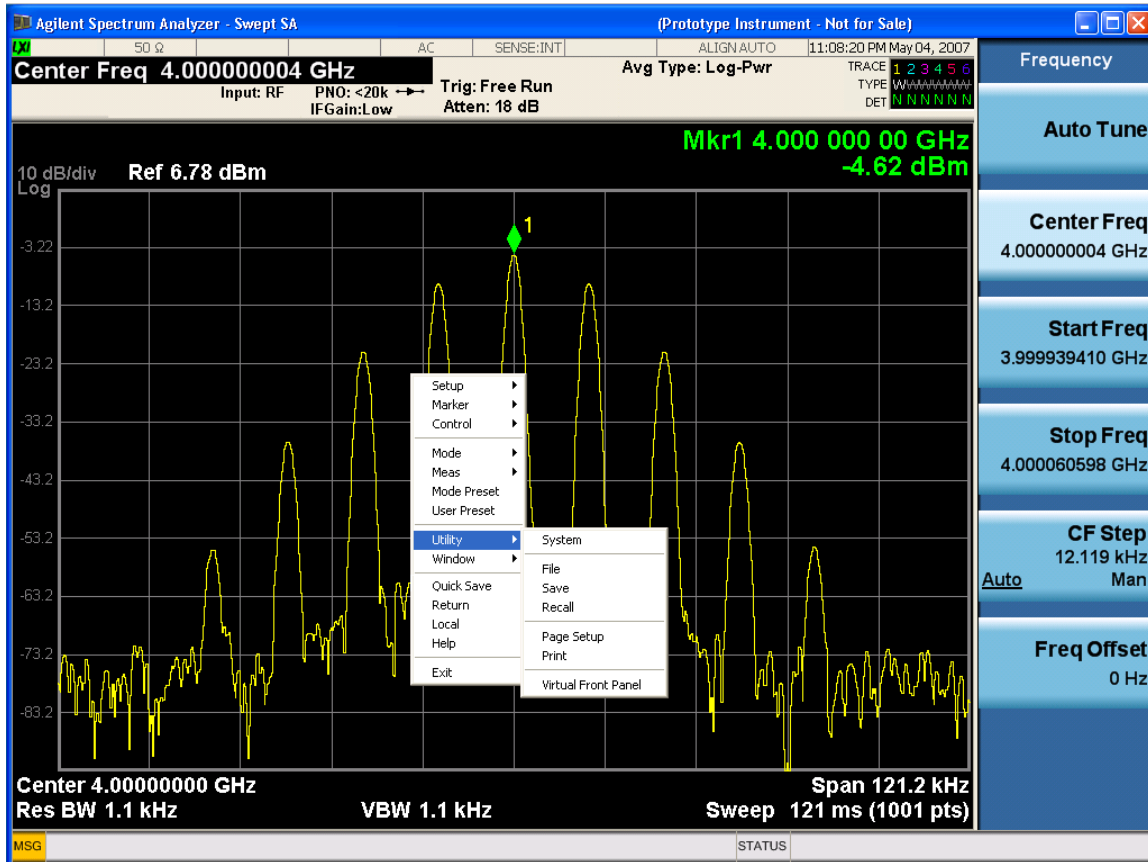 Agilent Spectrum Analyzer - Swept SA (Prototype Instrument - Not for Sale)
LXI 50 Ω AC SENSE:INT ALIGN AUTO 11:08:20 PM May 04, 2007
Center Freq 4.000000004 GHz
Input: RF
PNO: <20k
IFGain:Low
Trig: Free Run
Atten: 18 dB
Avg Type: Log-Pwr
TRACE 1 2 3 4 5 6
TYPE
DET N N N N N N
Mkr1 4.000 000 00 GHz
-4.62 dBm
10 dB/div Ref 6.78 dBm
Log
1
-3.22
-13.2
-23.2
-33.2
-43.2
-53.2
-63.2
-73.2
-83.2
Setup
Marker
Control
Mode
Meas
Mode Preset
User Preset
Utility
Window
Quick Save
Return
Local
Help
Exit
System
File
Save
Recall
Page Setup
Print
Virtual Front Panel
Center 4.00000000 GHz Span 121.2 kHz
Res BW 1.1 kHz VBW 1.1 kHz Sweep 121 ms (1001 pts)
MSG STATUS
Frequency
Auto Tune
Center Freq
4.000000004 GHz
Start Freq
3.999939410 GHz
Stop Freq
4.000060598 GHz
CF Step
12.119 kHz
Auto Man
Freq Offset
0 Hz